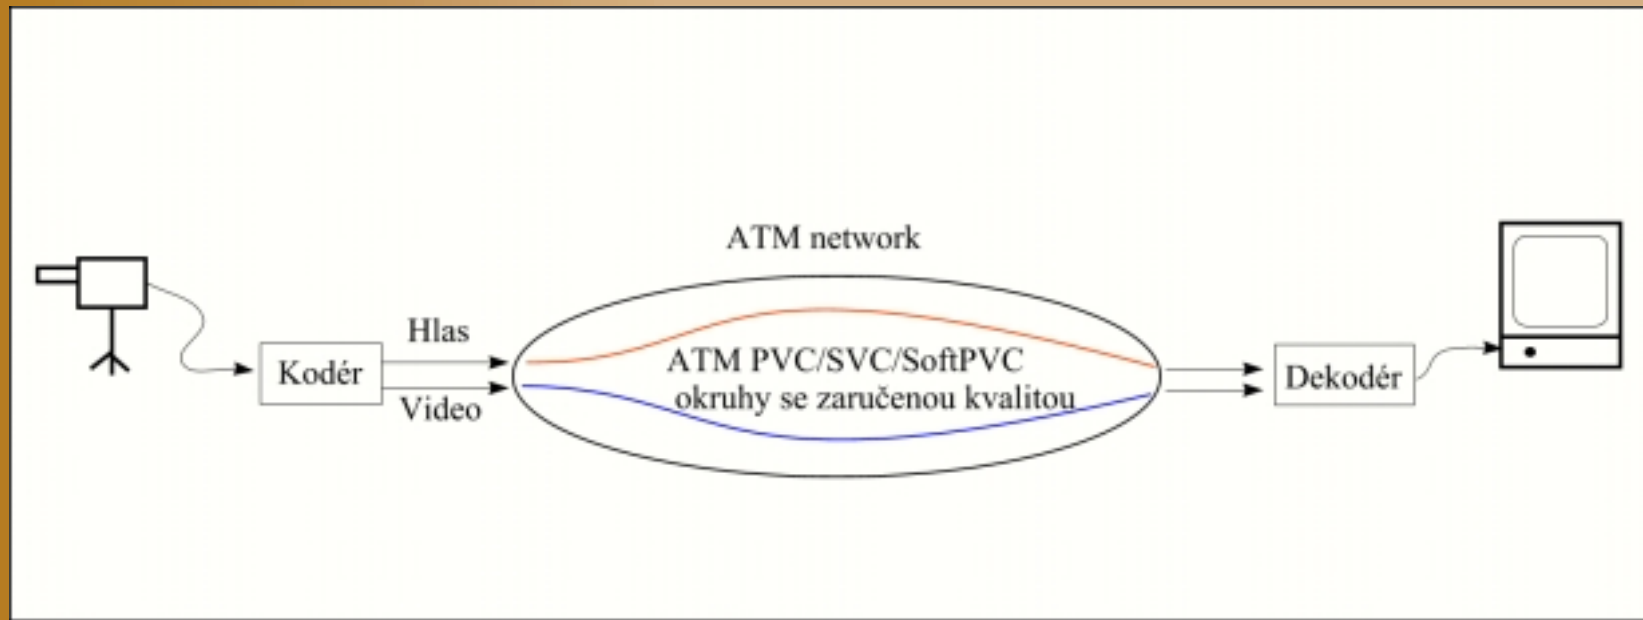 ATM network
Hlas
Kodér
Video
ATM PVC/SVC/SoftPVC
okruhy se zaručenou kvalitou
Dekodér